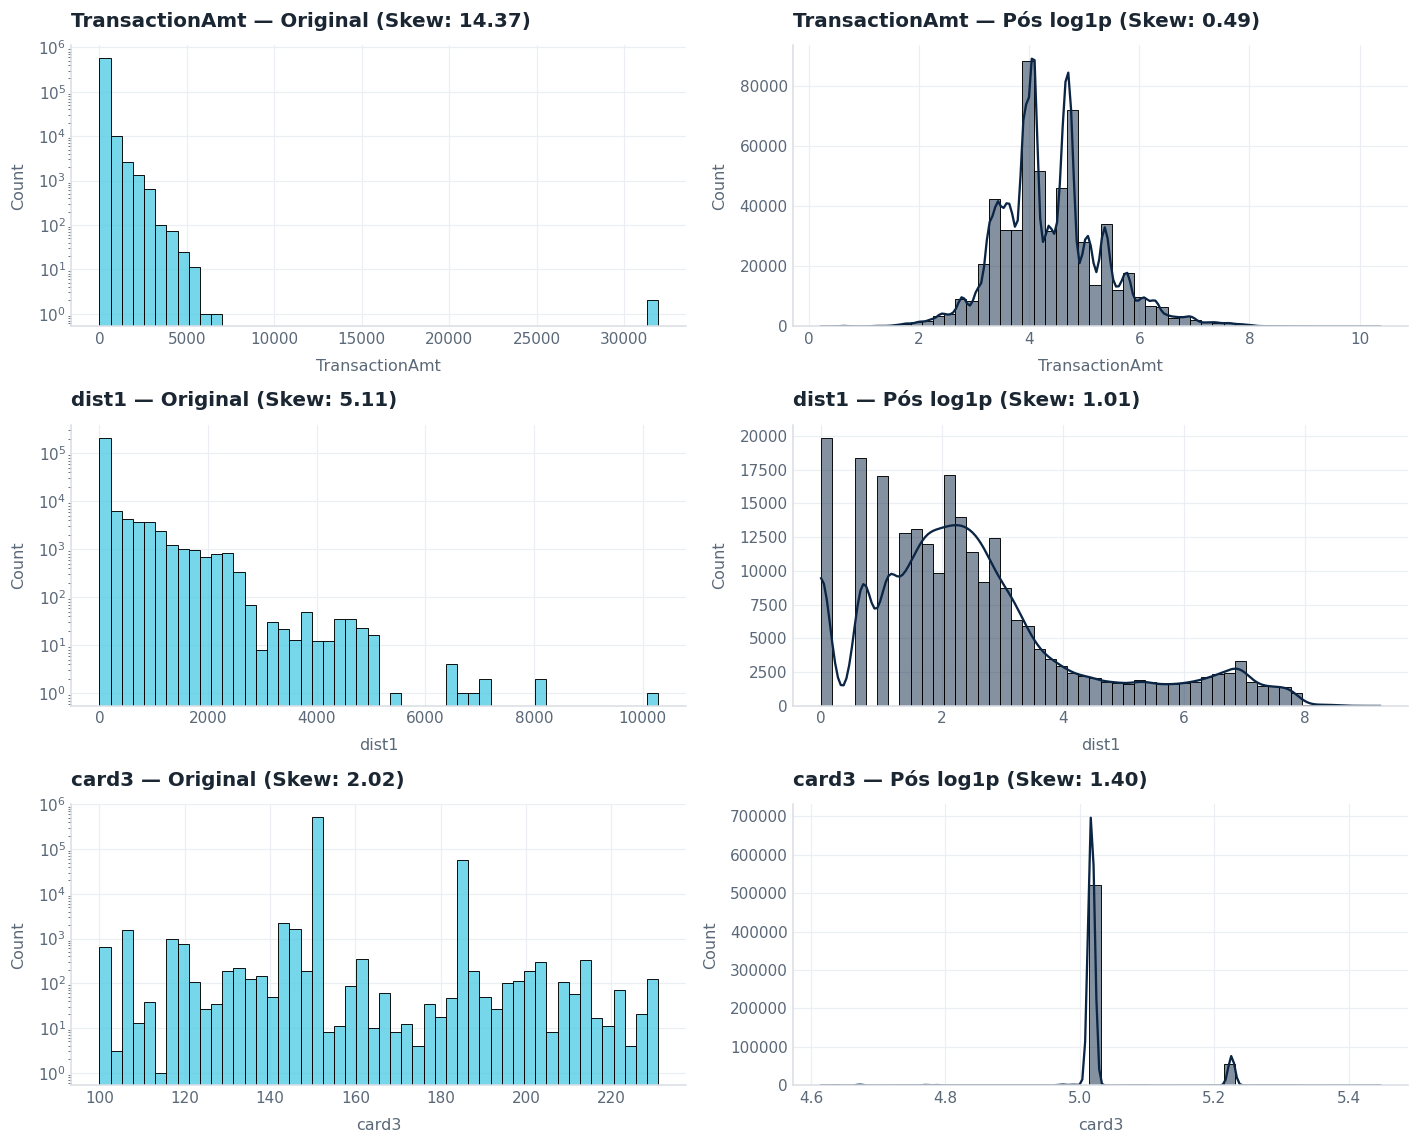 TransactionAmt — Original (Skew: 14.37)
Count
10⁶
10⁵
10⁴
10³
10²
10¹
10⁰
0 5000 10000 15000 20000 25000 30000
TransactionAmt
TransactionAmt — Pós log1p (Skew: 0.49)
Count
80000
60000
40000
20000
0
0 2 4 6 8 10
TransactionAmt
dist1 — Original (Skew: 5.11)
Count
10⁵
10⁴
10³
10²
10¹
10⁰
0 2000 4000 6000 8000 10000
dist1
dist1 — Pós log1p (Skew: 1.01)
Count
20000
17500
15000
12500
10000
7500
5000
2500
0
0 2 4 6 8
dist1
card3 — Original (Skew: 2.02)
Count
10⁶
10⁵
10⁴
10³
10²
10¹
10⁰
100 120 140 160 180 200 220
card3
card3 — Pós log1p (Skew: 1.40)
Count
700000
600000
500000
400000
300000
200000
100000
0
4.6 4.8 5.0 5.2 5.4
card3